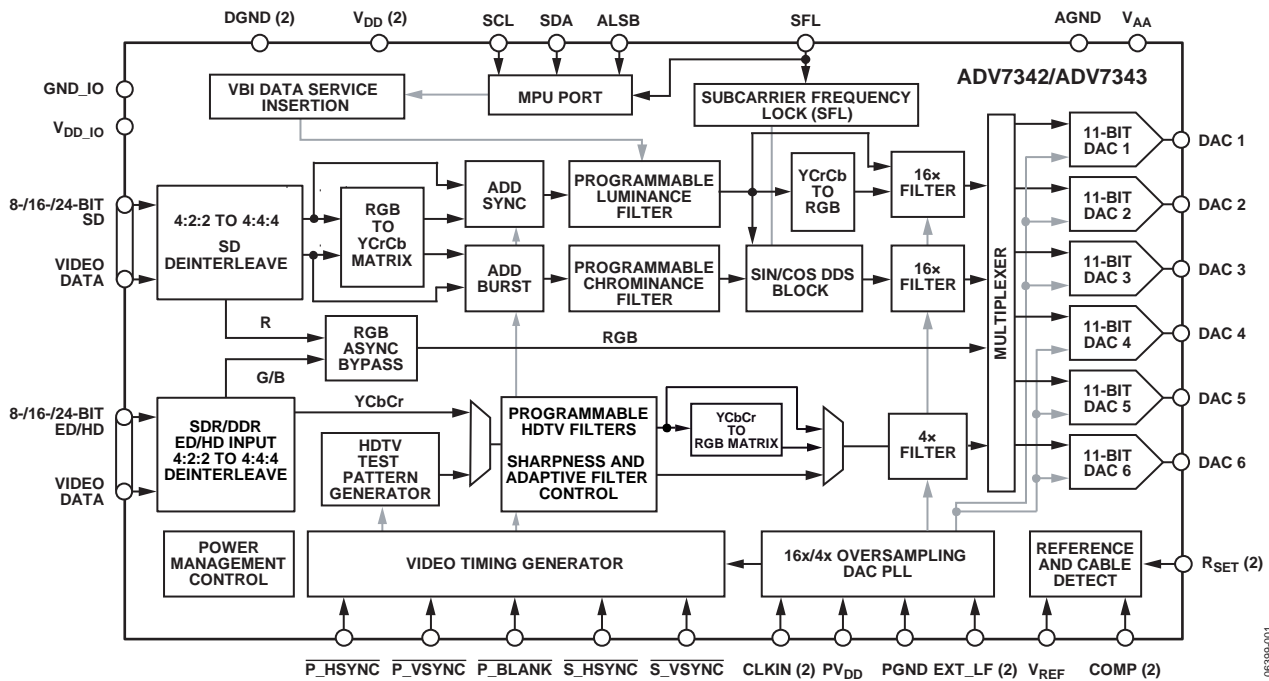 DGND (2)
VDD (2)
SCL
SDA
ALSB
SFL
AGND
VAA
GND_IO
VDD_IO
8-/16-/24-BIT
SD
VIDEO
DATA
8-/16-/24-BIT
ED/HD
VIDEO
DATA
ADV7342/ADV7343
VBI DATA SERVICE
INSERTION
MPU PORT
SUBCARRIER FREQUENCY
LOCK (SFL)
4:2:2 TO 4:4:4
SD
DEINTERLEAVE
RGB
TO
YCrCb
MATRIX
ADD
SYNC
PROGRAMMABLE
LUMINANCE
FILTER
YCrCb
TO
RGB
16×
FILTER
ADD
BURST
PROGRAMMABLE
CHROMINANCE
FILTER
SIN/COS DDS
BLOCK
16×
FILTER
MULTIPLEXER
11-BIT
DAC 1
DAC 1
11-BIT
DAC 2
DAC 2
11-BIT
DAC 3
DAC 3
11-BIT
DAC 4
DAC 4
11-BIT
DAC 5
DAC 5
11-BIT
DAC 6
DAC 6
R
G/B
RGB
ASYNC
BYPASS
RGB
SDR/DDR
ED/HD INPUT
4:2:2 TO 4:4:4
DEINTERLEAVE
YCbCr
HDTV
TEST
PATTERN
GENERATOR
PROGRAMMABLE
HDTV FILTERS
SHARPNESS AND
ADAPTIVE FILTER
CONTROL
YCbCr
TO
RGB MATRIX
4×
FILTER
POWER
MANAGEMENT
CONTROL
VIDEO TIMING GENERATOR
16x/4x OVERSAMPLING
DAC PLL
REFERENCE
AND CABLE
DETECT
RSET (2)
P_HSYNC
P_VSYNC
P_BLANK
S_HSYNC
S_VSYNC
CLKIN (2)
PVDD
PGND
EXT_LF (2)
VREF
COMP (2)
06399-001